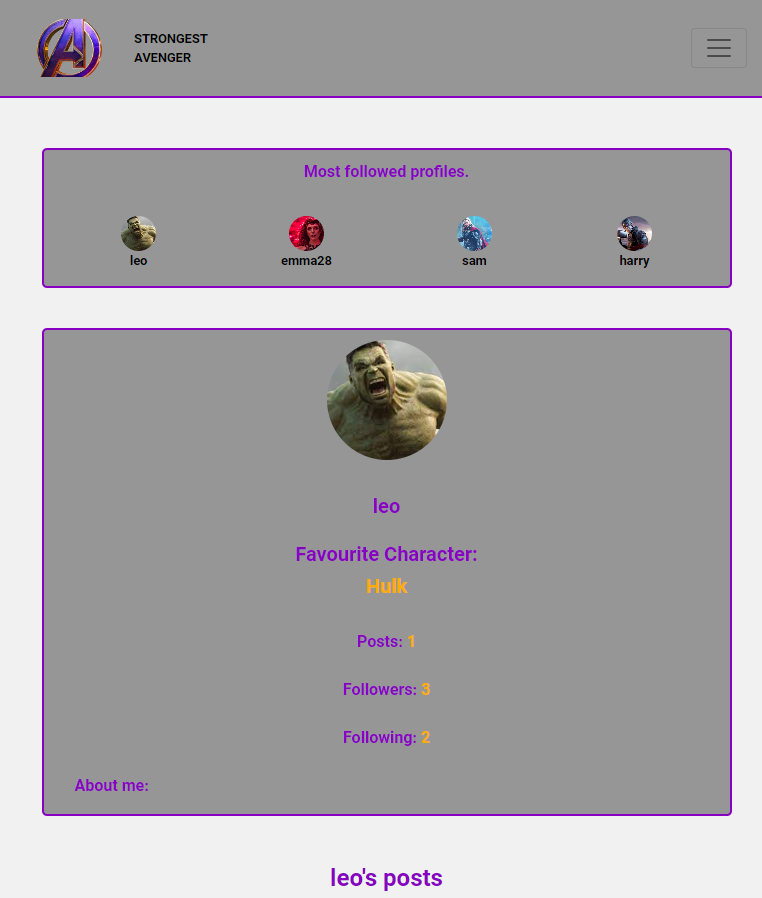 STRONGEST
AVENGER
Most followed profiles.
leo
emma28
sam
harry
leo
Favourite Character:
Hulk
Posts: 1
Followers: 3
Following: 2
About me:
leo's posts